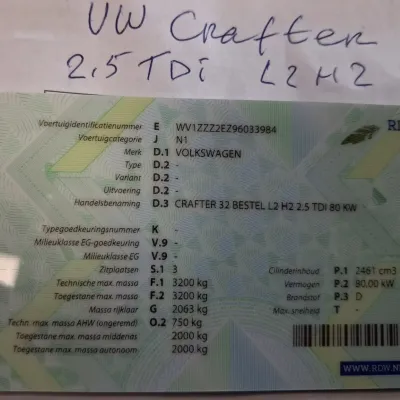 VW Crafter
2,5 TDi L2H2
Voertuigidentificatienummer E WV1ZZZ2EZ96033984
Voertuigcategorie J N1
Merk D.1 VOLKSWAGEN
Type D.2 -
Variant D.2 -
Uitvoering D.2 -
Handelsbenaming D.3 CRAFTER 32 BESTEL L2 H2 2.5 TDI 80 KW
Typegoedkeuringsnummer K -
Milieuklasse EG-goedkeuring V.9 -
Milieuklasse EG V.9 -
Zitplaatsen S.1 3
Technische max. massa F.1 3200 kg
Toegestane max. massa F.2 3200 kg
Massa rijklaar G 2063 kg
Techn. max. massa AHW (ongeremd) O.2 750 kg
Toegestane max. massa middenas 2000 kg
Toegestane max. massa autonoom 2000 kg
Cilinderinhoud P.1 2461 cm3
Vermogen P.2 80,00 kW
Brandstof P.3 D
Max. snelheid T -
WWW.RDW.N